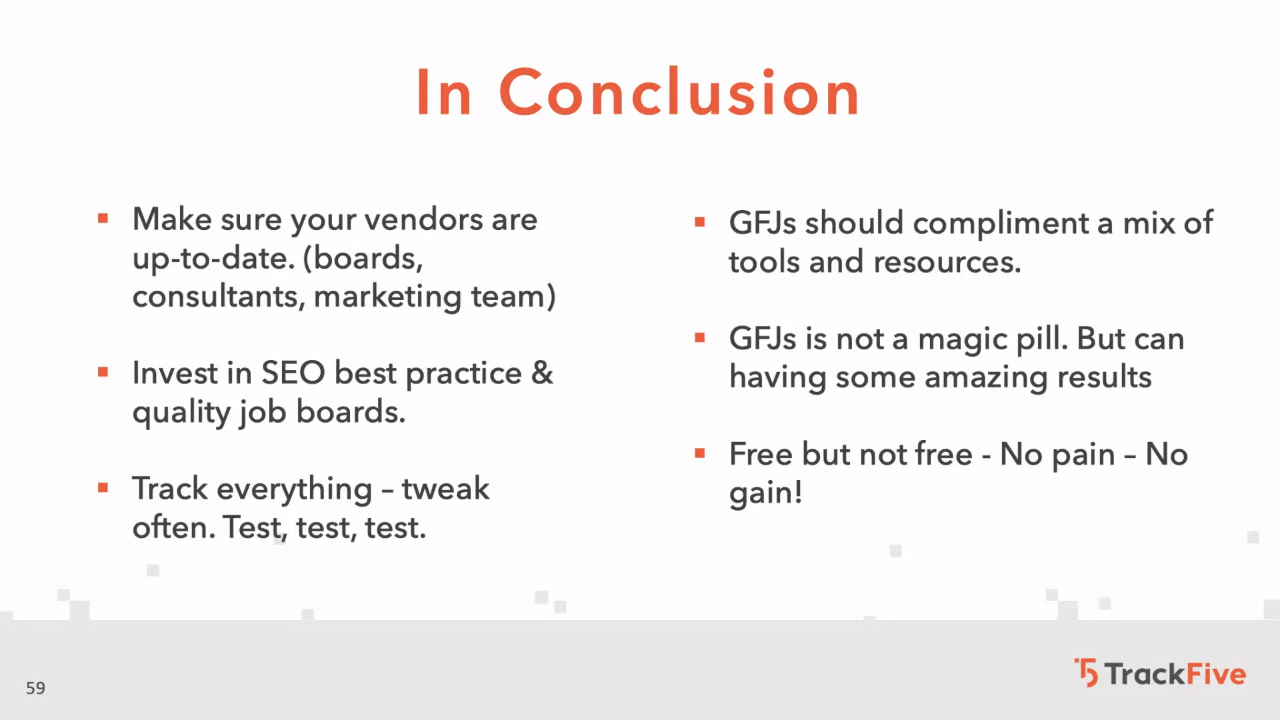 In Conclusion
▪ Make sure your vendors are
up-to-date. (boards,
consultants, marketing team)
▪ Invest in SEO best practice &
quality job boards.
▪ Track everything – tweak
often. Test, test, test.
▪ GFJs should compliment a mix of
tools and resources.
▪ GFJs is not a magic pill. But can
having some amazing results
▪ Free but not free - No pain – No
gain!
59
TrackFive